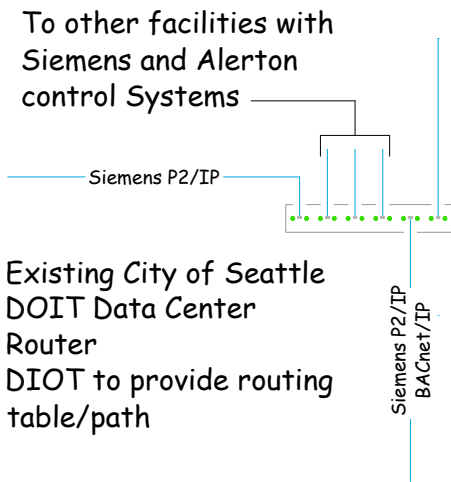 To other facilities with
Siemens and Alerton
control Systems
Siemens P2/IP
Existing City of Seattle
DOIT Data Center
Router
DIOT to provide routing
table/path
Siemens P2/IP
BACnet/IP